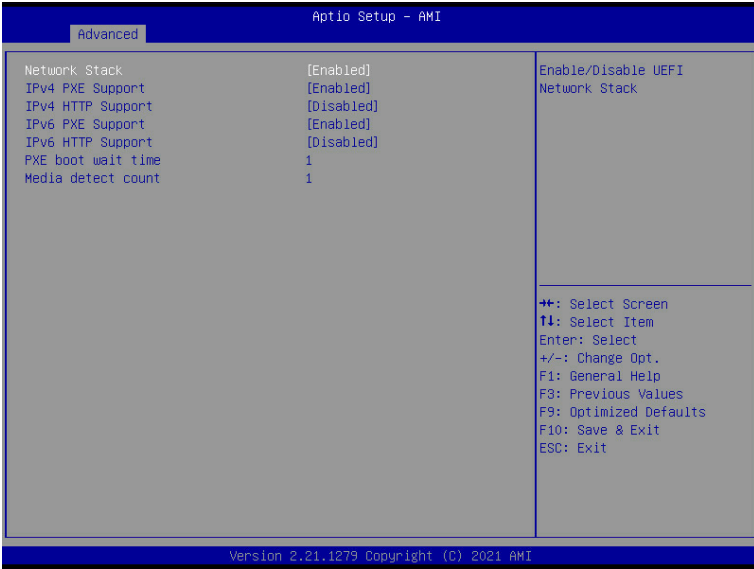 Aptio Setup – AMI
Advanced
Network Stack [Enabled]
IPv4 PXE Support [Enabled]
IPv4 HTTP Support [Disabled]
IPv6 PXE Support [Enabled]
IPv6 HTTP Support [Disabled]
PXE boot wait time 1
Media detect count 1
Enable/Disable UEFI
Network Stack
→←: Select Screen
↑↓: Select Item
Enter: Select
+/-: Change Opt.
F1: General Help
F3: Previous Values
F9: Optimized Defaults
F10: Save & Exit
ESC: Exit
Version 2.21.1279 Copyright (C) 2021 AMI